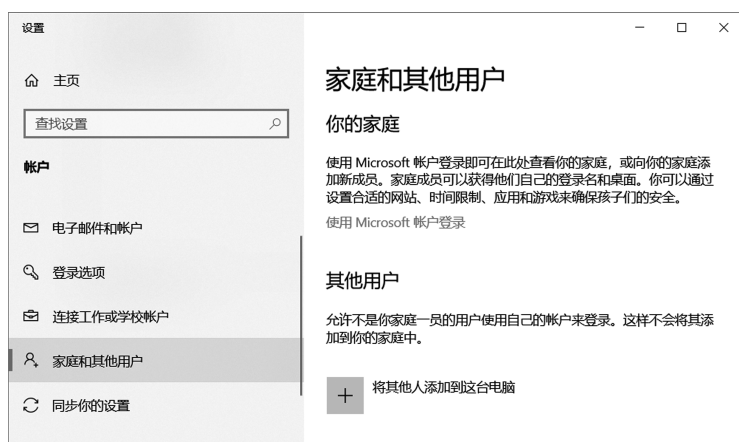 设置
主页
查找设置
帐户
电子邮件和帐户
登录选项
连接工作或学校帐户
家庭和其他用户
同步你的设置
家庭和其他用户
你的家庭
使用 Microsoft 帐户登录即可在此处查看你的家庭，或向你的家庭添
加新成员。家庭成员可以获得他们自己的登录名和桌面。你可以通过
设置合适的网站、时间限制、应用和游戏来确保孩子们的安全。
使用 Microsoft 帐户登录
其他用户
允许不是你家庭一员的用户使用自己的帐户来登录。这样不会将其添
加到你的家庭中。
将其他人添加到这台电脑